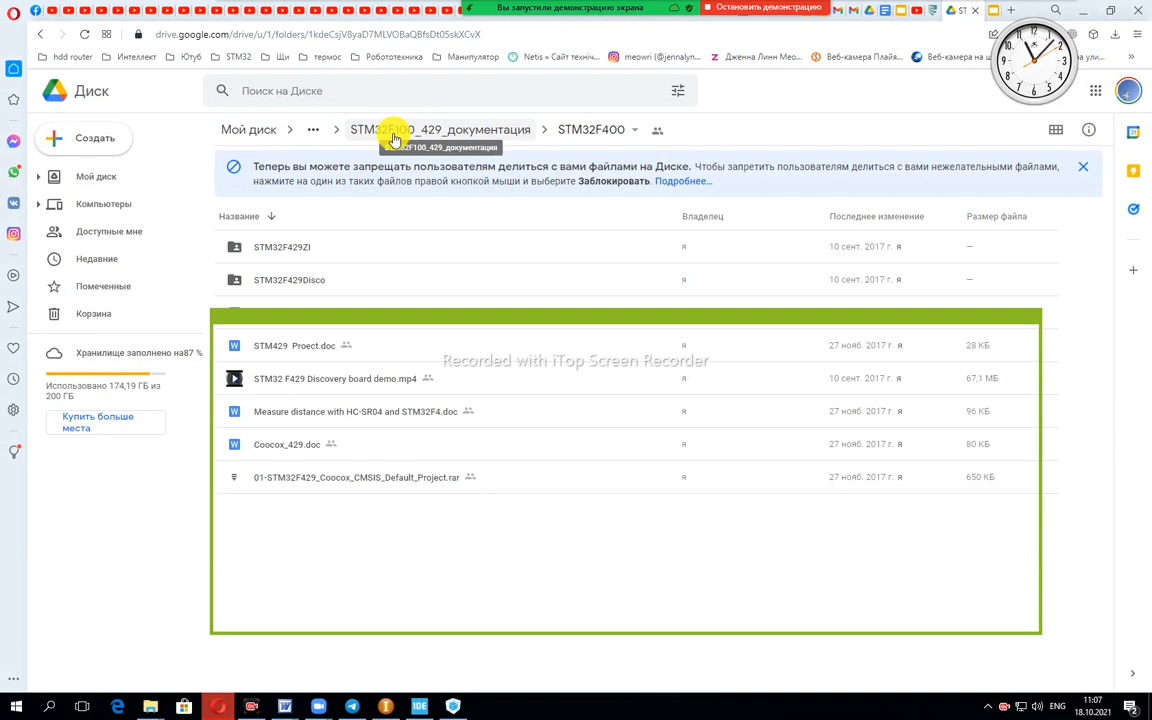 Вы запустили демонстрацию экрана
Остановить демонстрацию
ST
drive.google.com/drive/u/1/folders/1kdeCsjV8yaD7MLVOBaQBfsDt05skXCvX
hdd router
Интеллект
Ютуб
STM32
Щи
термос
Робототехника
Манипулятор
Netis » Сайт технiч...
meowri (@jennalyn...
Дженна Линн Мео...
Веб-камера Плайя...
Веб-камера на ш
ули...
Диск
Поиск на Диске
Создать
Мой диск
STM32F100_429_документация
STM32F400
STM32F100_429_документация
Теперь вы можете запрещать пользователям делиться с вами файлами на Диске. Чтобы запретить пользователям делиться с вами нежелательными файлами,
нажмите на один из таких файлов правой кнопкой мыши и выберите Заблокировать. Подробнее...
Мой диск
Компьютеры
Доступные мне
Недавние
Помеченные
Корзина
Хранилище заполнено на87 %
Использовано 174,19 ГБ из
200 ГБ
Купить больше
места
Название
Владелец
Последнее изменение
Размер файла
STM32F429ZI
я
10 сент. 2017 г. я
–
STM32F429Disco
я
10 сент. 2017 г. я
–
STM429 Proect.doc
я
27 нояб. 2017 г. я
28 КБ
Recorded with iTop Screen Recorder
STM32 F429 Discovery board demo.mp4
я
10 сент. 2017 г. я
67,1 МБ
Measure distance with HC-SR04 and STM32F4.doc
я
27 нояб. 2017 г. я
96 КБ
Coocox_429.doc
я
27 нояб. 2017 г. я
80 КБ
01-STM32F429_Coocox_CMSIS_Default_Project.rar
я
27 нояб. 2017 г. я
650 КБ
IDE
ENG
11:07
18.10.2021
2